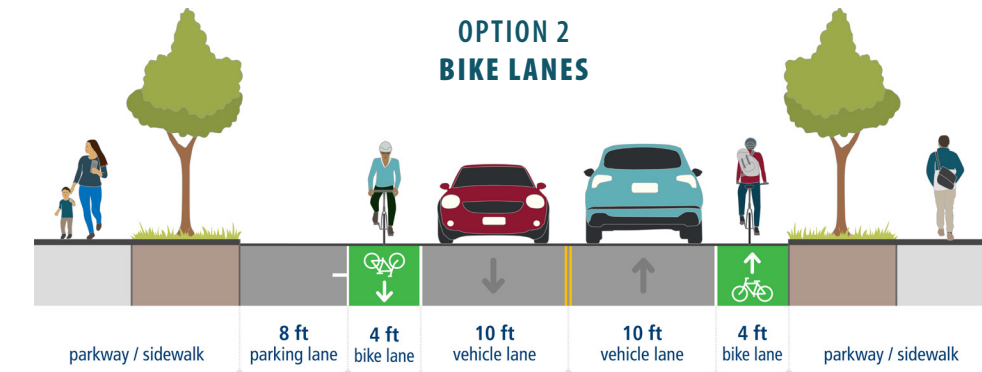 OPTION 2
BIKE LANES
8 ft
4 ft
10 ft
10 ft
4 ft
parkway / sidewalk
parking lane
bike lane
vehicle lane
vehicle lane
bike lane
parkway / sidewalk